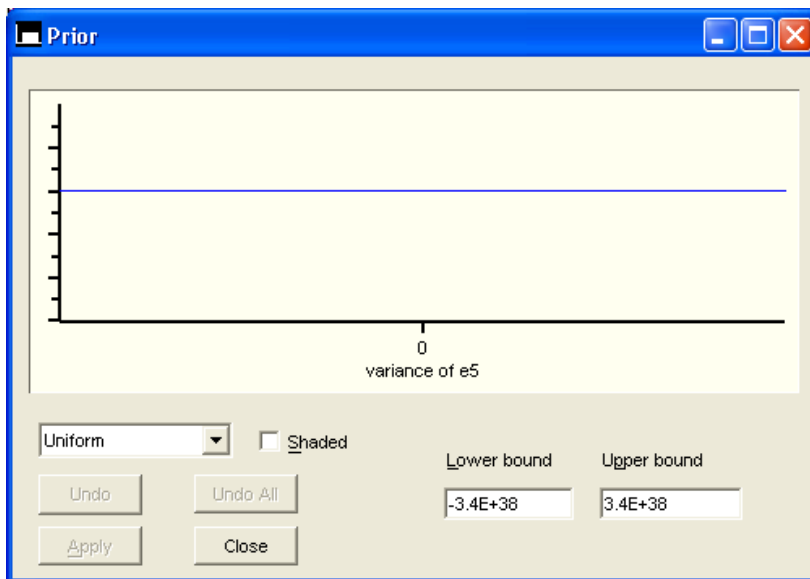 Prior
0
variance of e5
Uniform
Shaded
Lower bound
Upper bound
Undo
Undo All
-3.4E+38
3.4E+38
Apply
Close